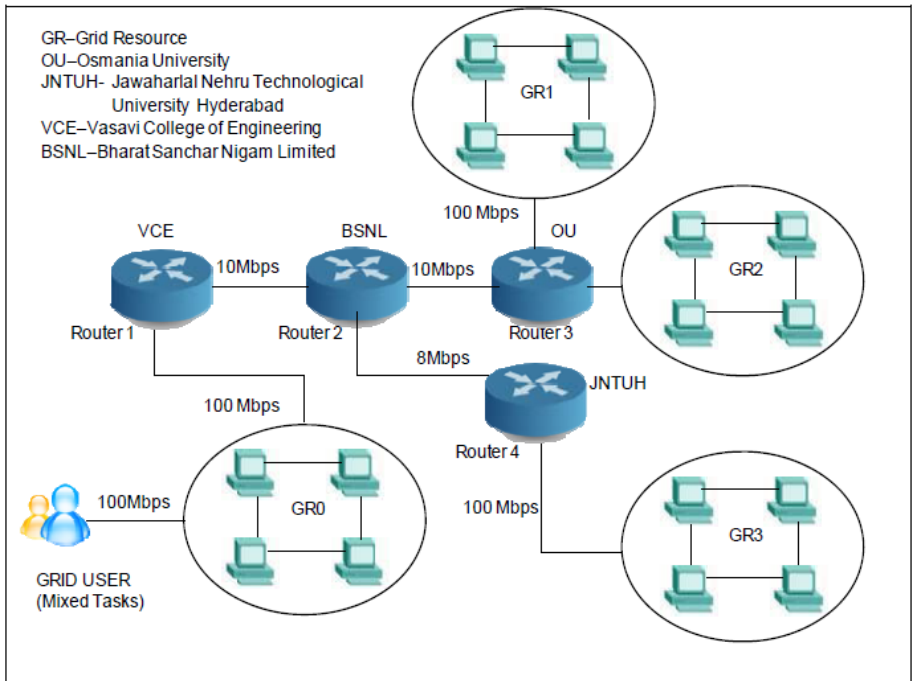 GR–Grid Resource
OU–Osmania University
JNTUH- Jawaharlal Nehru Technological
University Hyderabad
VCE–Vasavi College of Engineering
BSNL–Bharat Sanchar Nigam Limited
GR1
100 Mbps
VCE
BSNL
OU
10Mbps
10Mbps
GR2
Router 1
Router 2
Router 3
8Mbps
JNTUH
100 Mbps
Router 4
100Mbps
GR0
100 Mbps
GR3
GRID USER
(Mixed Tasks)